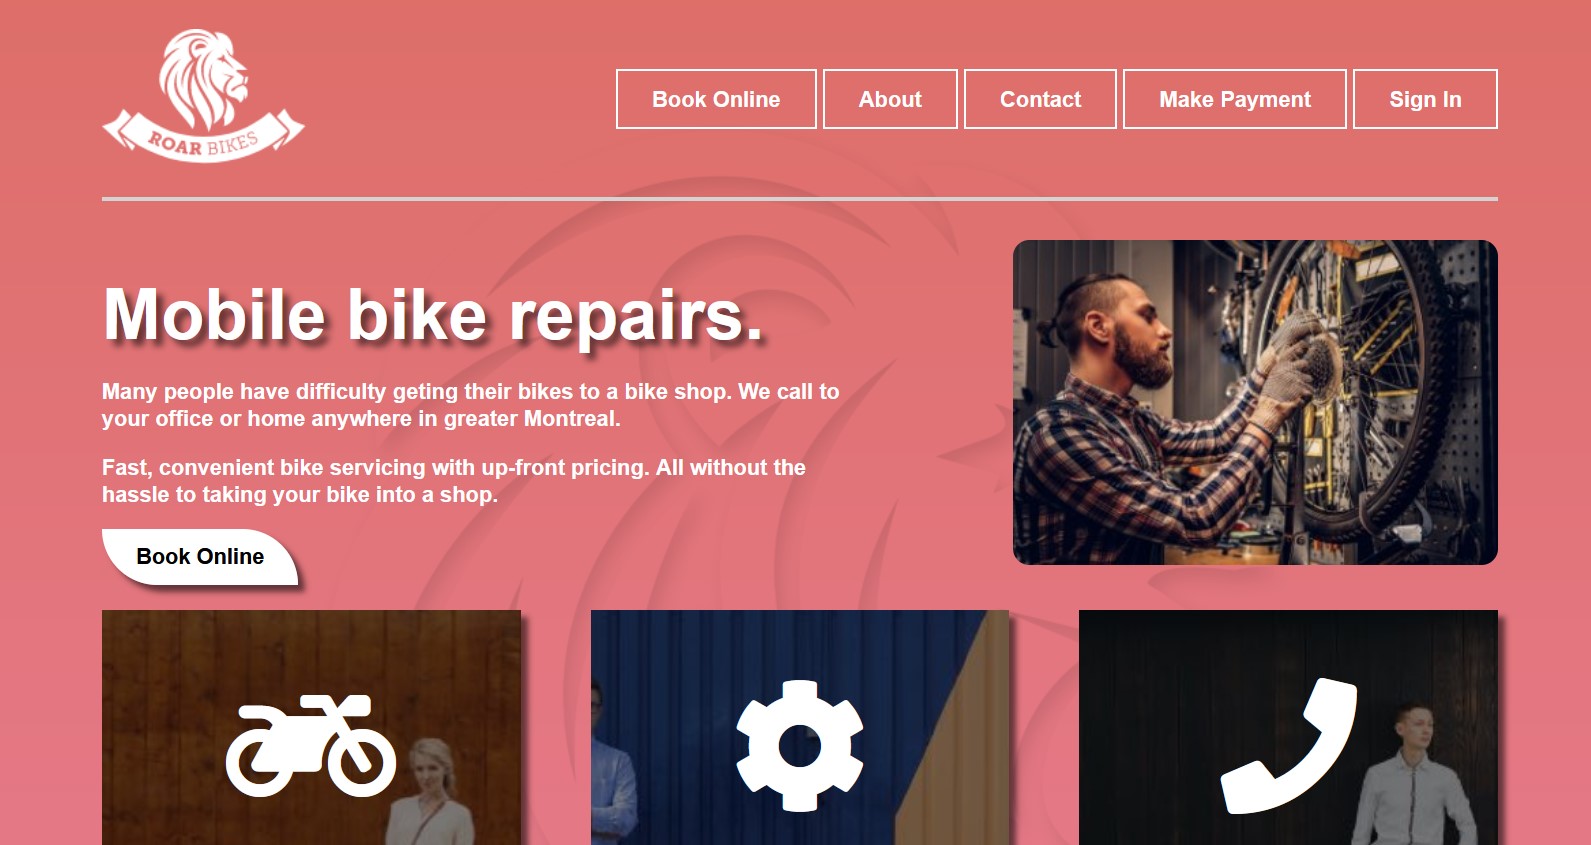 ROAR BIKES
Book Online
About
Contact
Make Payment
Sign In
Mobile bike repairs.
Many people have difficulty geting their bikes to a bike shop. We call to
your office or home anywhere in greater Montreal.
Fast, convenient bike servicing with up-front pricing. All without the
hassle to taking your bike into a shop.
Book Online